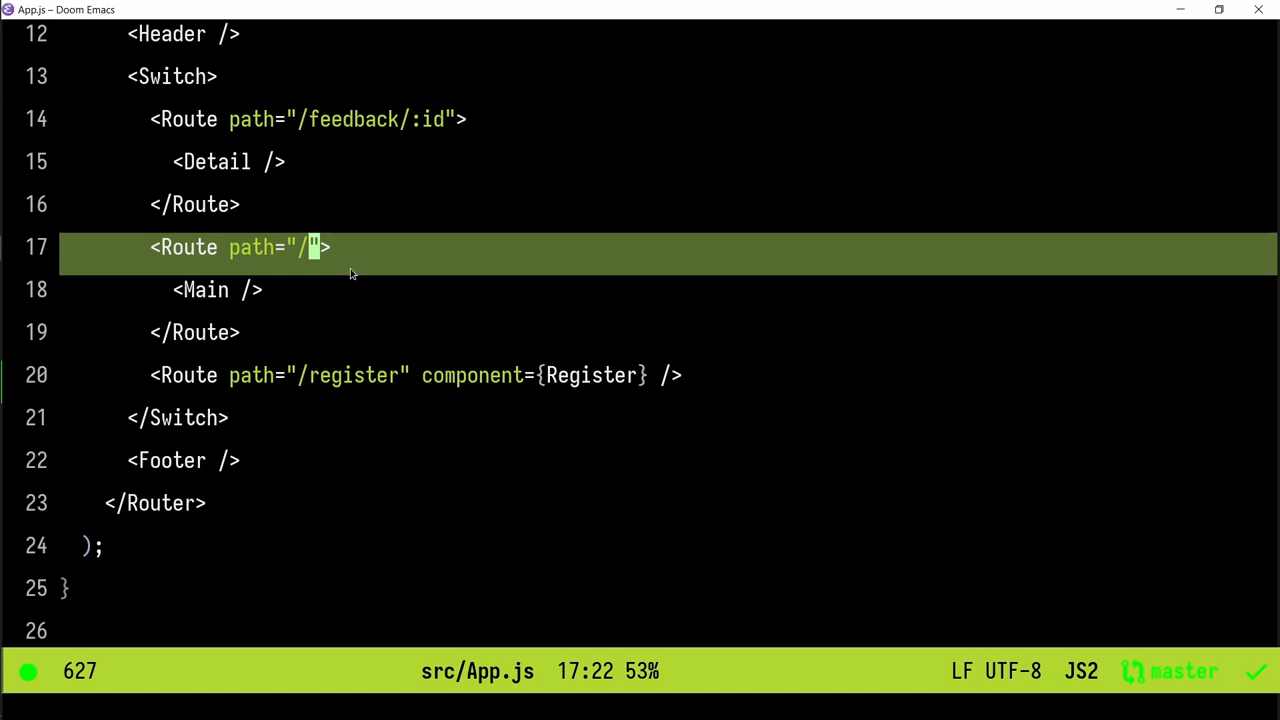 App.js – Doom Emacs
12 <Header />
13 <Switch>
14 <Route path="/feedback/:id">
15 <Detail />
16 </Route>
17 <Route path="/">
18 <Main />
19 </Route>
20 <Route path="/register" component={Register} />
21 </Switch>
22 <Footer />
23 </Router>
24 );
25 }
26
627 src/App.js 17:22 53% LF UTF-8 JS2 master